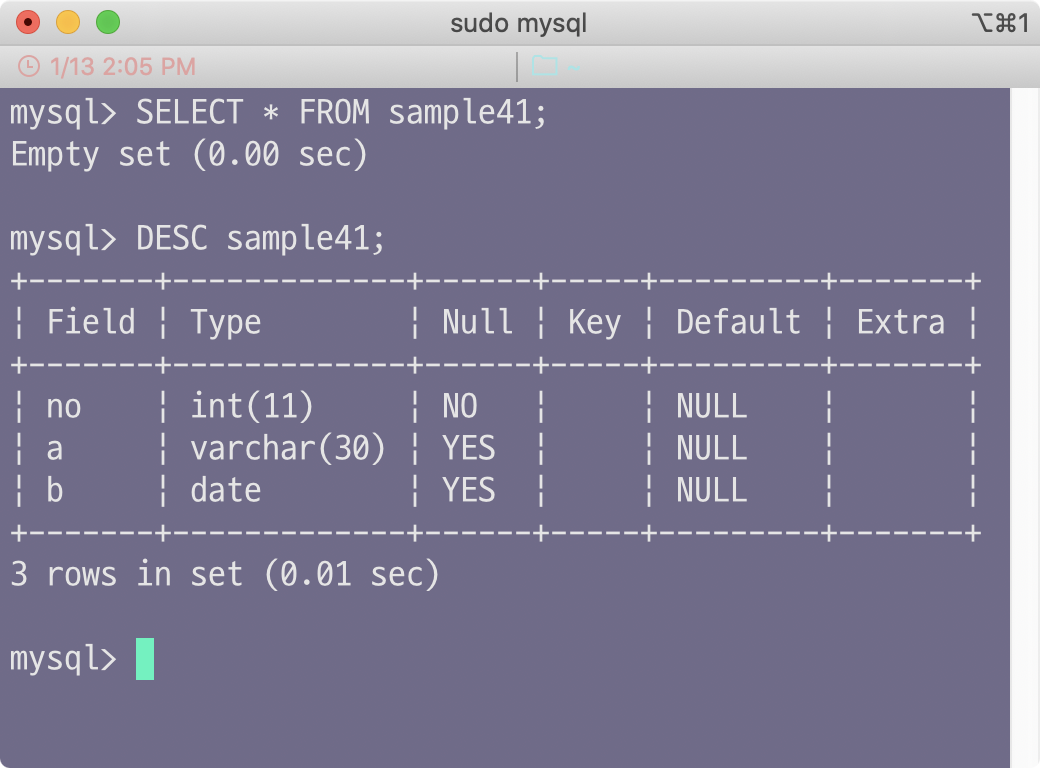 sudo mysql
⌥⌘1
1/13 2:05 PM
~
mysql> SELECT * FROM sample41;
Empty set (0.00 sec)
mysql> DESC sample41;
+-------+-------------+------+-----+---------+-------+
| Field | Type        | Null | Key | Default | Extra |
+-------+-------------+------+-----+---------+-------+
| no    | int(11)     | NO   |     | NULL    |       |
| a     | varchar(30) | YES  |     | NULL    |       |
| b     | date        | YES  |     | NULL    |       |
+-------+-------------+------+-----+---------+-------+
3 rows in set (0.01 sec)
mysql>